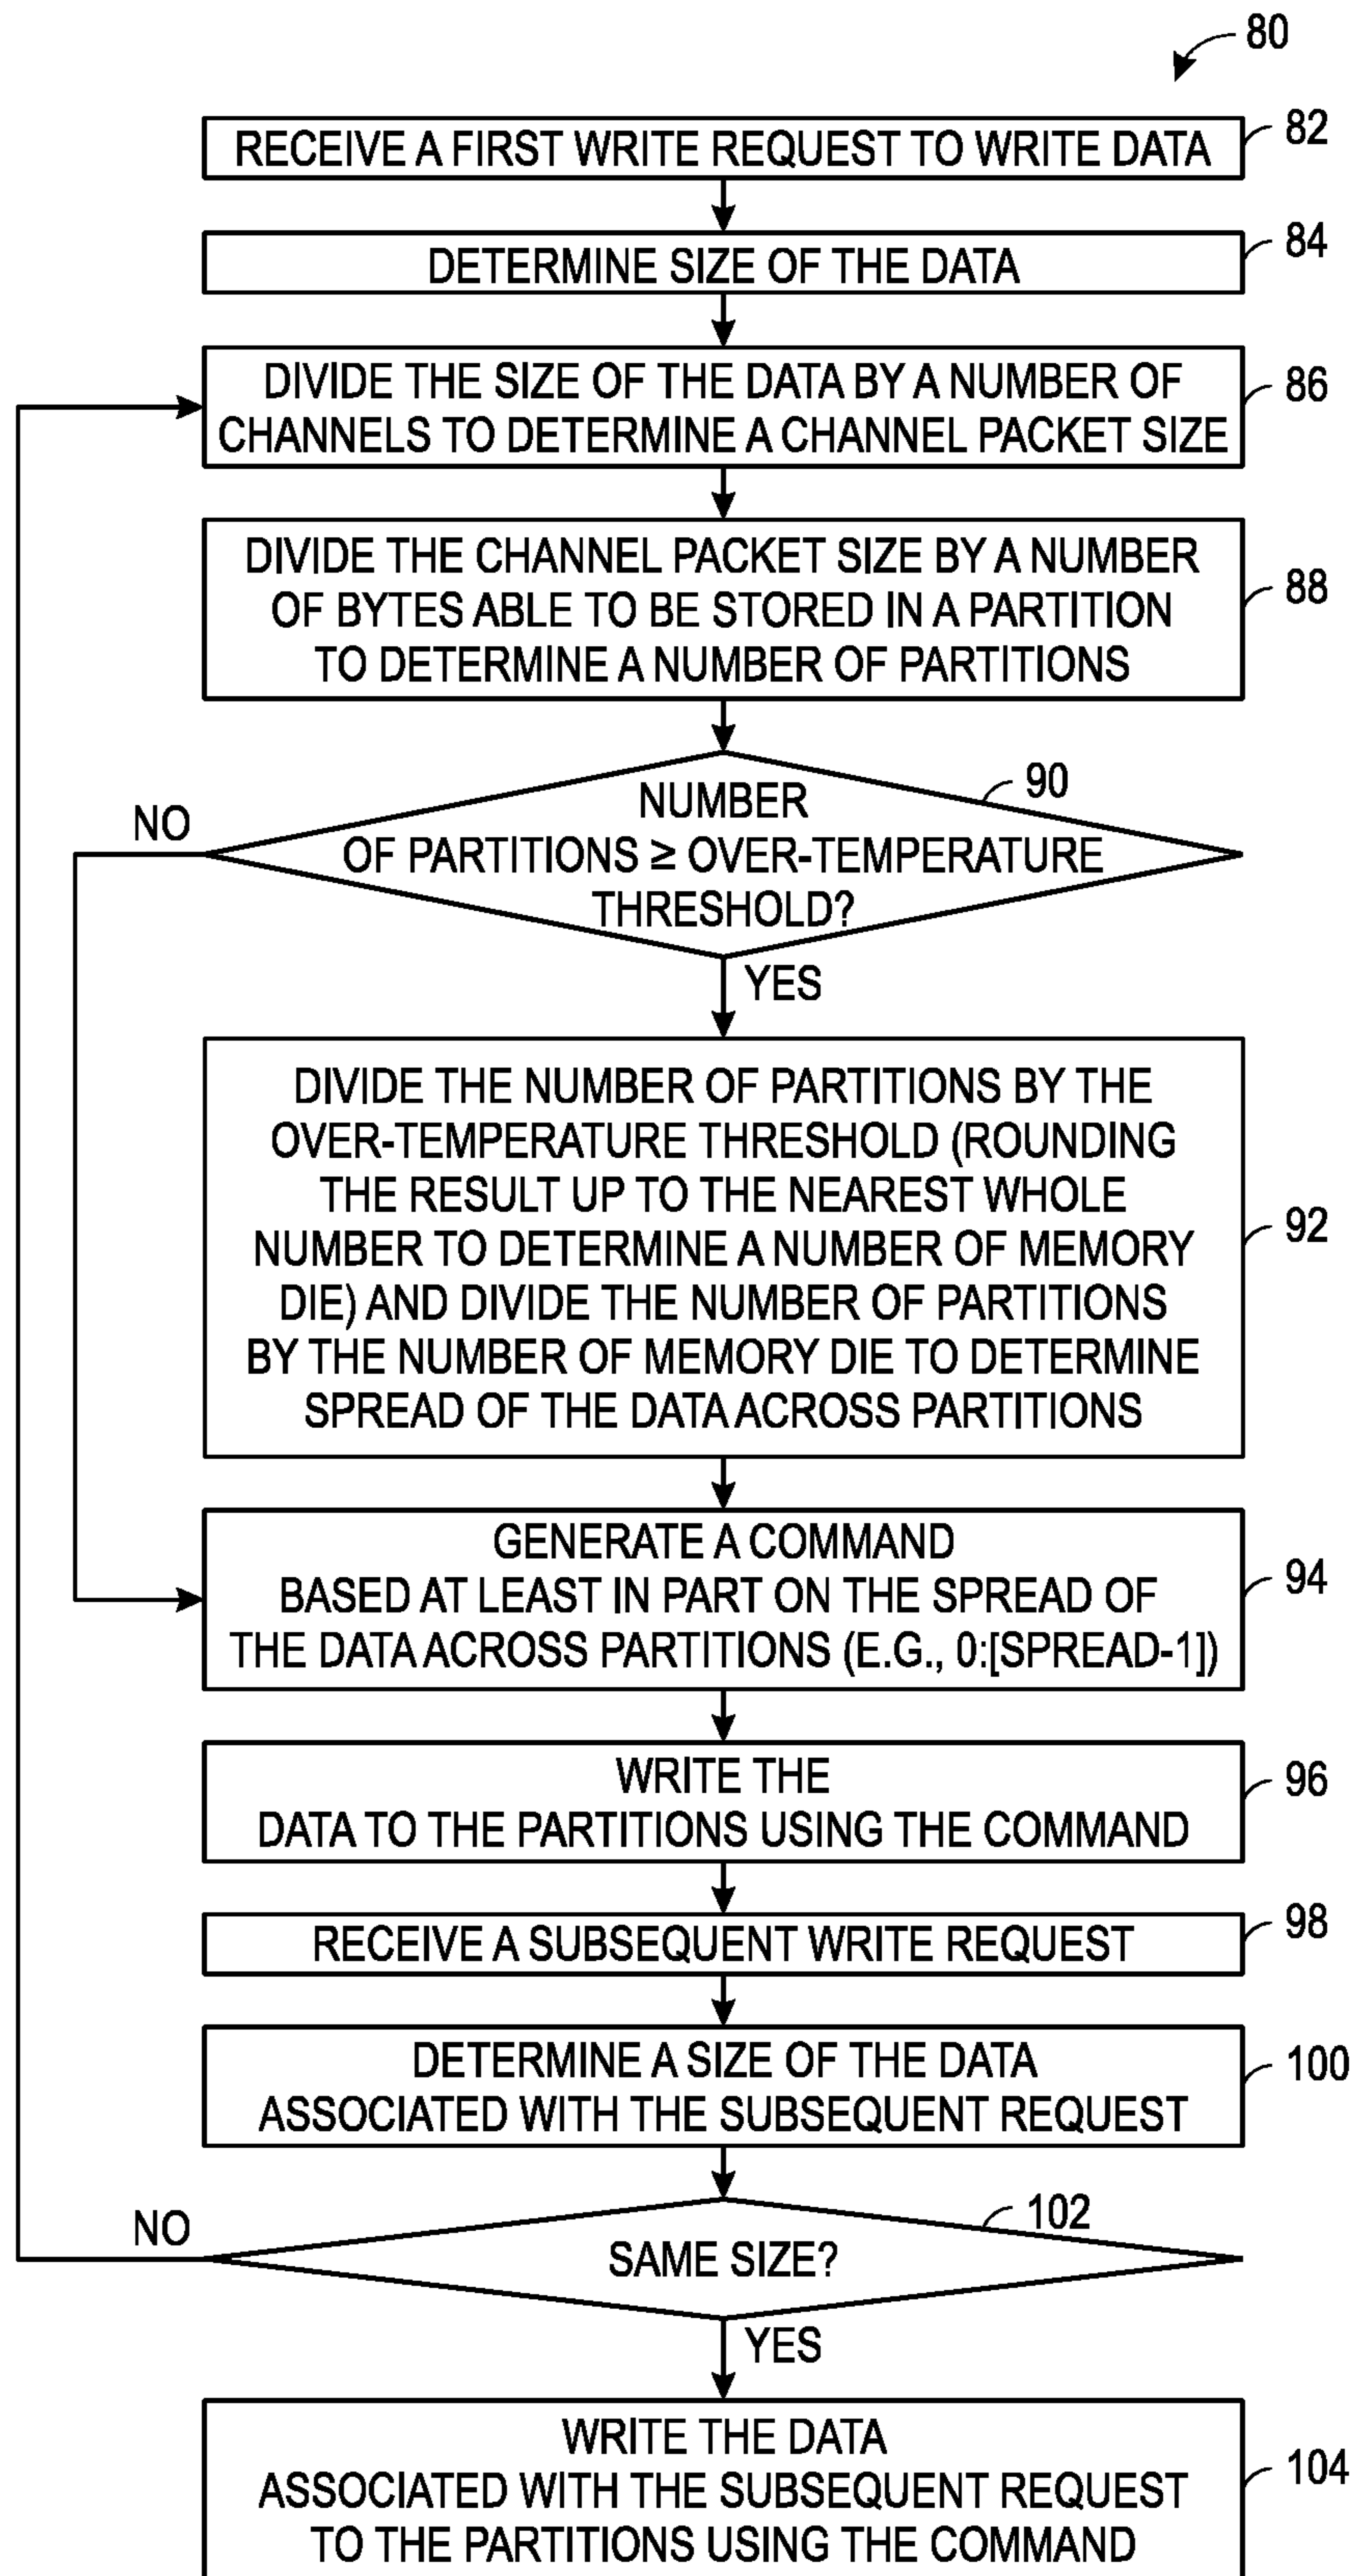 80
RECEIVE A FIRST WRITE REQUEST TO WRITE DATA
82
DETERMINE SIZE OF THE DATA
84
DIVIDE THE SIZE OF THE DATA BY A NUMBER OF
CHANNELS TO DETERMINE A CHANNEL PACKET SIZE
86
DIVIDE THE CHANNEL PACKET SIZE BY A NUMBER
OF BYTES ABLE TO BE STORED IN A PARTITION
TO DETERMINE A NUMBER OF PARTITIONS
88
NUMBER
OF PARTITIONS ≥ OVER-TEMPERATURE
THRESHOLD?
90
NO
YES
DIVIDE THE NUMBER OF PARTITIONS BY THE
OVER-TEMPERATURE THRESHOLD (ROUNDING
THE RESULT UP TO THE NEAREST WHOLE
NUMBER TO DETERMINE A NUMBER OF MEMORY
DIE) AND DIVIDE THE NUMBER OF PARTITIONS
BY THE NUMBER OF MEMORY DIE TO DETERMINE
SPREAD OF THE DATA ACROSS PARTITIONS
92
GENERATE A COMMAND
BASED AT LEAST IN PART ON THE SPREAD OF
THE DATA ACROSS PARTITIONS (E.G., 0:[SPREAD-1])
94
WRITE THE
DATA TO THE PARTITIONS USING THE COMMAND
96
RECEIVE A SUBSEQUENT WRITE REQUEST
98
DETERMINE A SIZE OF THE DATA
ASSOCIATED WITH THE SUBSEQUENT REQUEST
100
SAME SIZE?
102
NO
YES
WRITE THE DATA
ASSOCIATED WITH THE SUBSEQUENT REQUEST
TO THE PARTITIONS USING THE COMMAND
104